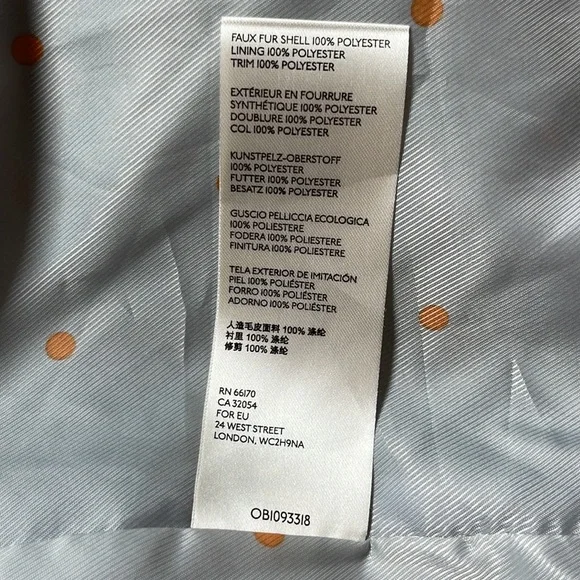 FAUX FUR SHELL 100% POLYESTER
LINING 100% POLYESTER
TRIM 100% POLYESTER
EXTÉRIEUR EN FOURRURE
SYNTHÉTIQUE 100% POLYESTER
DOUBLURE 100% POLYESTER
COL 100% POLYESTER
KUNSTPELZ-OBERSTOFF
100% POLYESTER
FUTTER 100% POLYESTER
BESATZ 100% POLYESTER
GUSCIO PELLICCIA ECOLOGICA
100% POLIESTERE
FODERA 100% POLIESTERE
FINITURA 100% POLIESTERE
TELA EXTERIOR DE IMITACIÓN
PIEL 100% POLIÉSTER
FORRO 100% POLIÉSTER
ADORNO 100% POLIÉSTER
人造毛皮面料 100% 涤纶
衬里 100% 涤纶
修剪 100% 涤纶
RN 66170
CA 32054
FOR EU
24 WEST STREET
LONDON, WC2H9NA
OB1093318